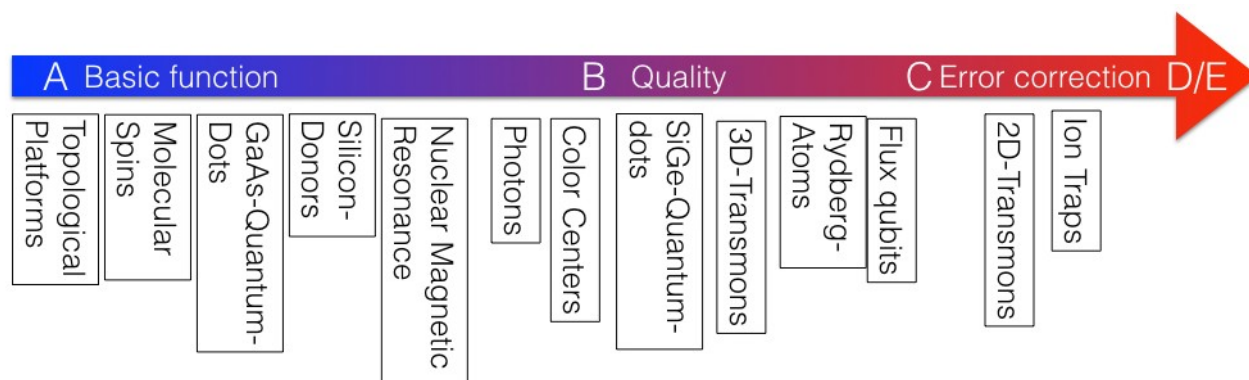 A Basic function B Quality C Error correction D/E
Topological
Platforms
Molecular
Spins
GaAs-Quantum-
Dots
Silicon-
Donors
Nuclear Magnetic
Resonance
Photons
Color Centers
SiGe-Quantum-
dots
3D-Transmons
Rydberg-
Atoms
Flux qubits
2D-Transmons
Ion Traps